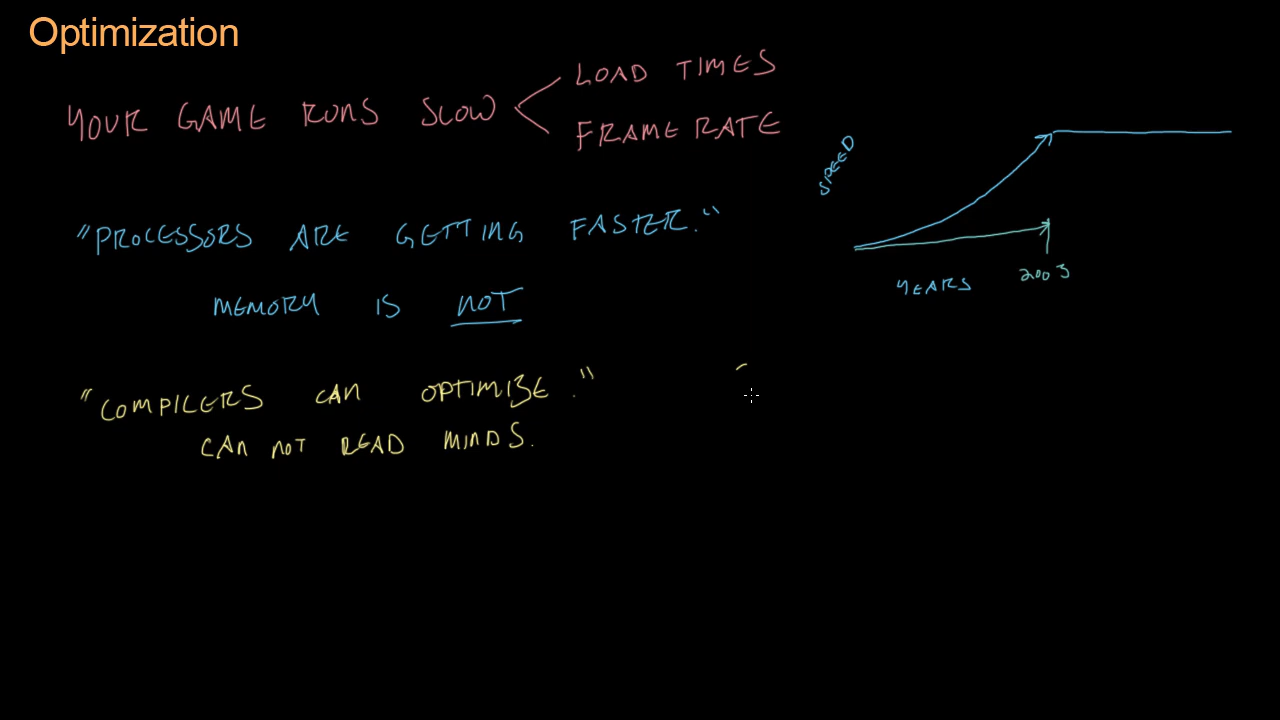 Optimization
YOUR GAME RUNS SLOW
LOAD TIMES
FRAME RATE
SPEED
YEARS
2003
"PROCESSORS ARE GETTING FASTER."
MEMORY IS NOT
"COMPILERS CAN OPTIMIZE."
CAN NOT READ MINDS.